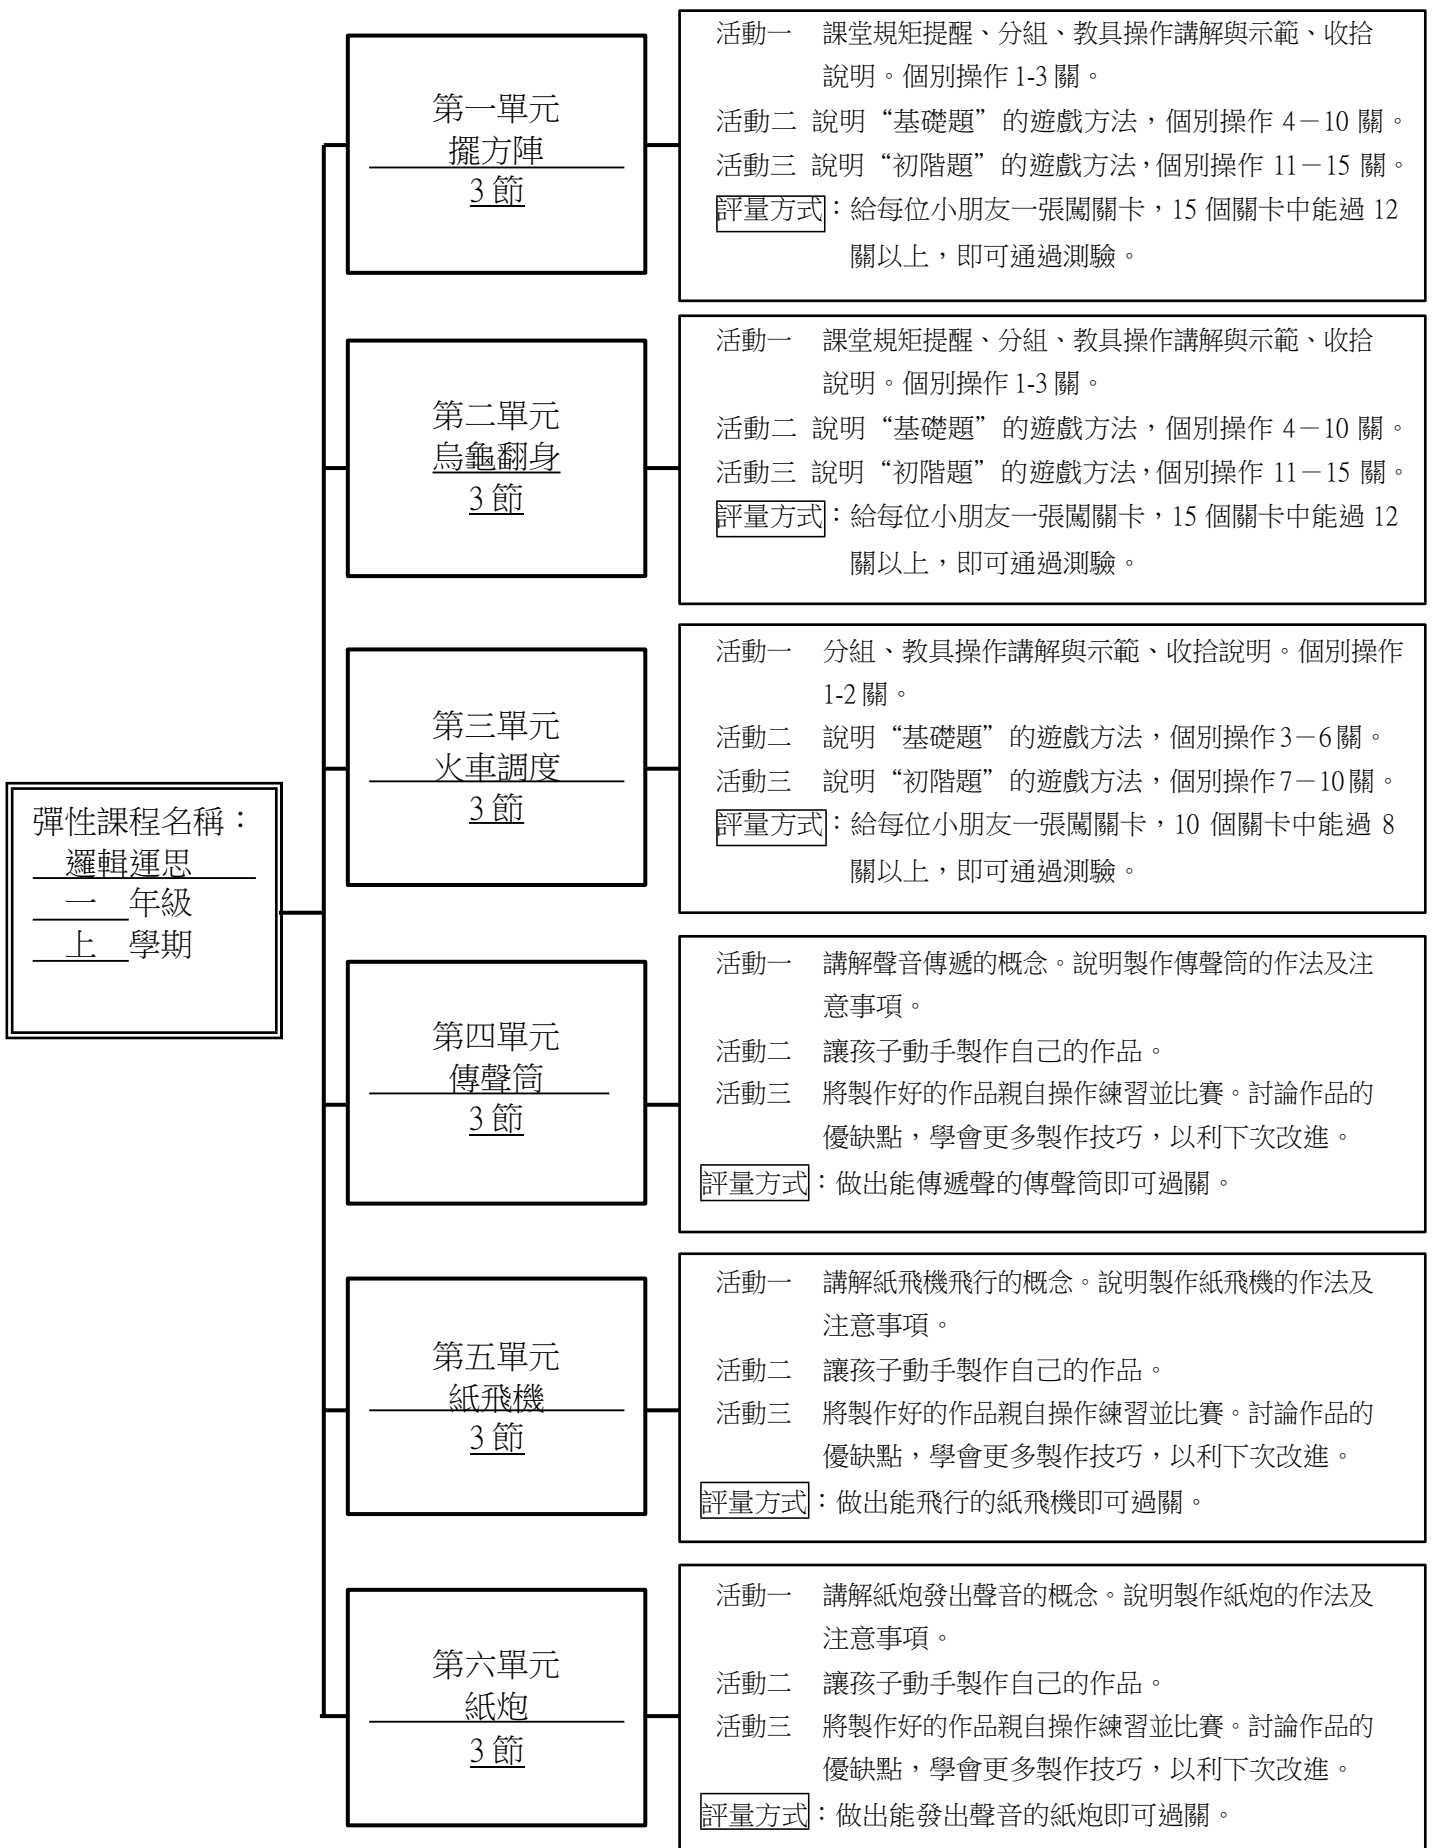 彈性課程名稱：
邏輯運思
一 年級
上 學期
第一單元
擺方陣
3 節
活動一 課堂規矩提醒、分組、教具操作講解與示範、收拾
說明。個別操作 1-3 關。
活動二 說明“基礎題”的遊戲方法，個別操作 4－10 關。
活動三 說明“初階題”的遊戲方法，個別操作 11－15 關。
評量方式：給每位小朋友一張闖關卡，15 個關卡中能過 12
關以上，即可通過測驗。
第二單元
烏龜翻身
3 節
活動一 課堂規矩提醒、分組、教具操作講解與示範、收拾
說明。個別操作 1-3 關。
活動二 說明“基礎題”的遊戲方法，個別操作 4－10 關。
活動三 說明“初階題”的遊戲方法，個別操作 11－15 關。
評量方式：給每位小朋友一張闖關卡，15 個關卡中能過 12
關以上，即可通過測驗。
第三單元
火車調度
3 節
活動一 分組、教具操作講解與示範、收拾說明。個別操作
1-2 關。
活動二 說明“基礎題”的遊戲方法，個別操作 3－6 關。
活動三 說明“初階題”的遊戲方法，個別操作 7－10 關。
評量方式：給每位小朋友一張闖關卡，10 個關卡中能過 8
關以上，即可通過測驗。
第四單元
傳聲筒
3 節
活動一 講解聲音傳遞的概念。說明製作傳聲筒的作法及注
意事項。
活動二 讓孩子動手製作自己的作品。
活動三 將製作好的作品親自操作練習並比賽。討論作品的
優缺點，學會更多製作技巧，以利下次改進。
評量方式：做出能傳遞聲的傳聲筒即可過關。
第五單元
紙飛機
3 節
活動一 講解紙飛機飛行的概念。說明製作紙飛機的作法及
注意事項。
活動二 讓孩子動手製作自己的作品。
活動三 將製作好的作品親自操作練習並比賽。討論作品的
優缺點，學會更多製作技巧，以利下次改進。
評量方式：做出能飛行的紙飛機即可過關。
第六單元
紙炮
3 節
活動一 講解紙炮發出聲音的概念。說明製作紙炮的作法及
注意事項。
活動二 讓孩子動手製作自己的作品。
活動三 將製作好的作品親自操作練習並比賽。討論作品的
優缺點，學會更多製作技巧，以利下次改進。
評量方式：做出能發出聲音的紙炮即可過關。